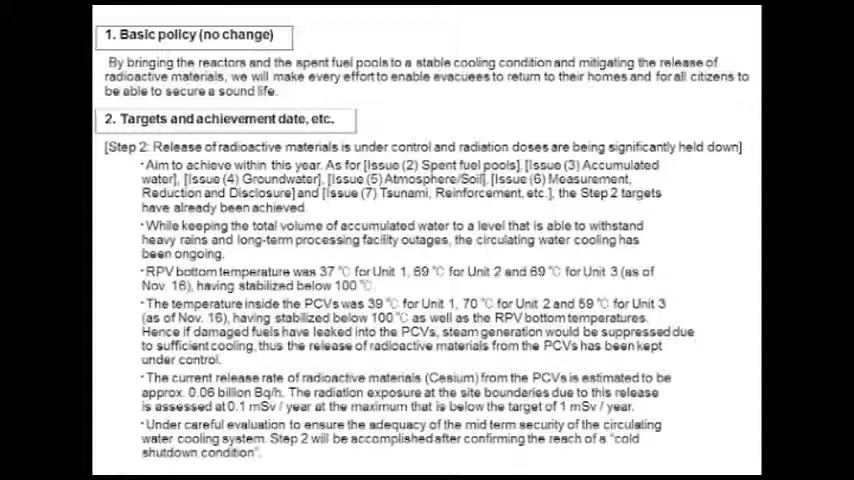 1. Basic policy (no change)
By bringing the reactors and the spent fuel pools to a stable cooling condition and mitigating the release of
radioactive materials, we will make every effort to enable evacuees to return to their homes and for all citizens to
be able to secure a sound life.
2. Targets and achievement date, etc.
[Step 2: Release of radioactive materials is under control and radiation doses are being significantly held down]
・Aim to achieve within this year. As for [Issue (2) Spent fuel pools], [Issue (3) Accumulated
water], [Issue (4) Groundwater], [Issue (5) Atmosphere/Soil], [Issue (6) Measurement,
Reduction and Disclosure] and [Issue (7) Tsunami, Reinforcement, etc.], the Step 2 targets
have already been achieved.
・While keeping the total volume of accumulated water to a level that is able to withstand
heavy rains and long-term processing facility outages, the circulating water cooling has
been ongoing.
・RPV bottom temperature was 37 ℃ for Unit 1, 69 ℃ for Unit 2 and 69 ℃ for Unit 3 (as of
Nov. 16), having stabilized below 100 ℃.
・The temperature inside the PCVs was 39 ℃ for Unit 1, 70 ℃ for Unit 2 and 59 ℃ for Unit 3
(as of Nov. 16), having stabilized below 100 ℃ as well as the RPV bottom temperatures.
Hence if damaged fuels have leaked into the PCVs, steam generation would be suppressed due
to sufficient cooling, thus the release of radioactive materials from the PCVs has been kept
under control.
・The current release rate of radioactive materials (Cesium) from the PCVs is estimated to be
approx. 0.06 billion Bq/h. The radiation exposure at the site boundaries due to this release
is assessed at 0.1 mSv / year at the maximum that is below the target of 1 mSv / year.
・Under careful evaluation to ensure the adequacy of the mid term security of the circulating
water cooling system. Step 2 will be accomplished after confirming the reach of a "cold
shutdown condition".